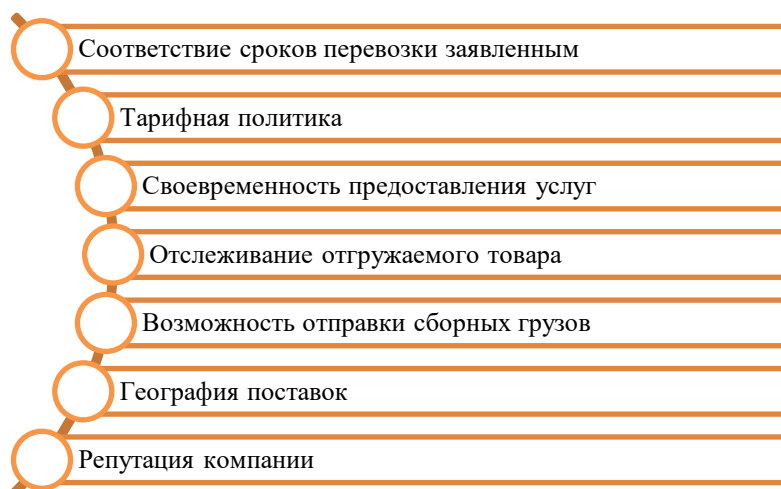 Соответствие сроков перевозки заявленным
Тарифная политика
Своевременность предоставления услуг
Отслеживание отгружаемого товара
Возможность отправки сборных грузов
География поставок
Репутация компании